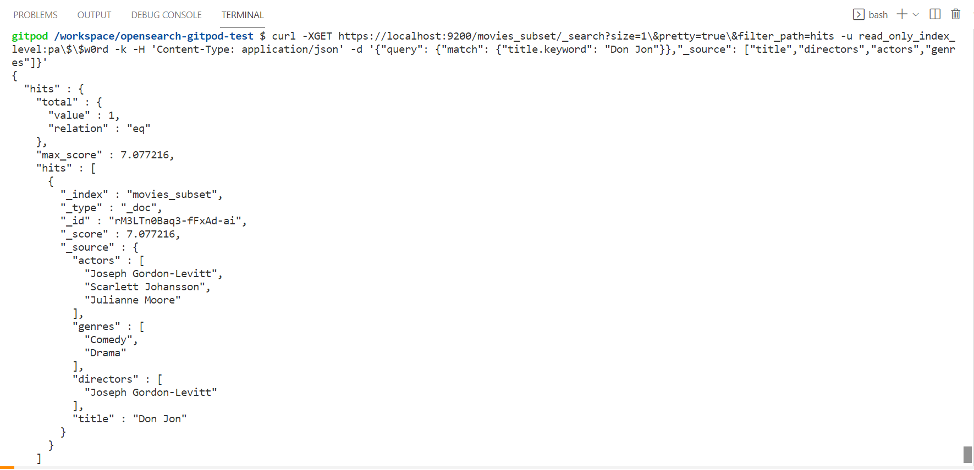 PROBLEMS OUTPUT DEBUG CONSOLE TERMINAL bash
gitpod /workspace/opensearch-gitpod-test $ curl -XGET https://localhost:9200/movies_subset/_search?size=1\&pretty=true\&filter_path=hits -u read_only_index_
level:pa\$\$w0rd -k -H 'Content-Type: application/json' -d '{"query": {"match": {"title.keyword": "Don Jon"}},"_source": ["title","directors","actors","genr
es"]}'
{
  "hits" : {
    "total" : {
      "value" : 1,
      "relation" : "eq"
    },
    "max_score" : 7.077216,
    "hits" : [
      {
        "_index" : "movies_subset",
        "_type" : "_doc",
        "_id" : "rM3LTn0Baq3-fFxAd-ai",
        "_score" : 7.077216,
        "_source" : {
          "actors" : [
            "Joseph Gordon-Levitt",
            "Scarlett Johansson",
            "Julianne Moore"
          ],
          "genres" : [
            "Comedy",
            "Drama"
          ],
          "directors" : [
            "Joseph Gordon-Levitt"
          ],
          "title" : "Don Jon"
        }
      }
    ]